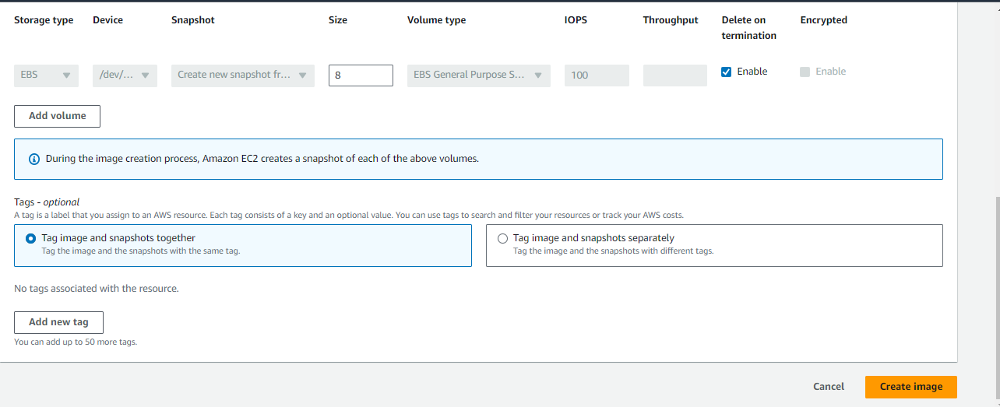 Storage type Device Snapshot Size Volume type IOPS Throughput Delete on termination Encrypted
EBS /dev/... Create new snapshot fr... 8 EBS General Purpose S... 100 Enable Enable
Add volume
During the image creation process, Amazon EC2 creates a snapshot of each of the above volumes.
Tags - optional
A tag is a label that you assign to an AWS resource. Each tag consists of a key and an optional value. You can use tags to search and filter your resources or track your AWS costs.
Tag image and snapshots together
Tag the image and the snapshots with the same tag.
Tag image and snapshots separately
Tag the image and the snapshots with different tags.
No tags associated with the resource.
Add new tag
You can add up to 50 more tags.
Cancel Create image